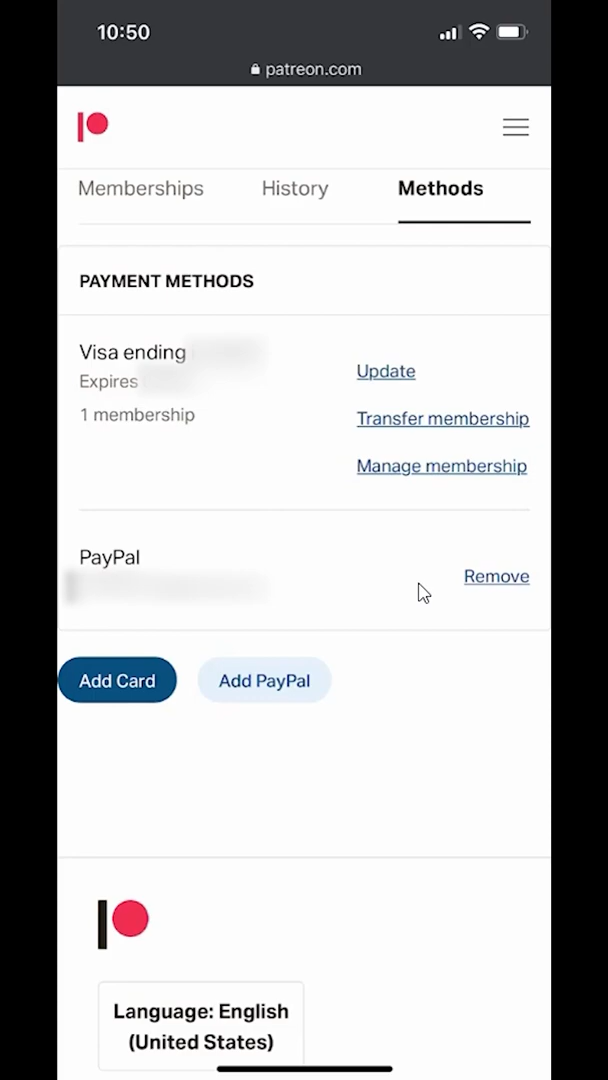 10:50
patreon.com
Memberships History Methods
PAYMENT METHODS
Visa ending
Update
Expires
Transfer membership
1 membership
Manage membership
PayPal
Remove
Add Card Add PayPal
Language: English
(United States)